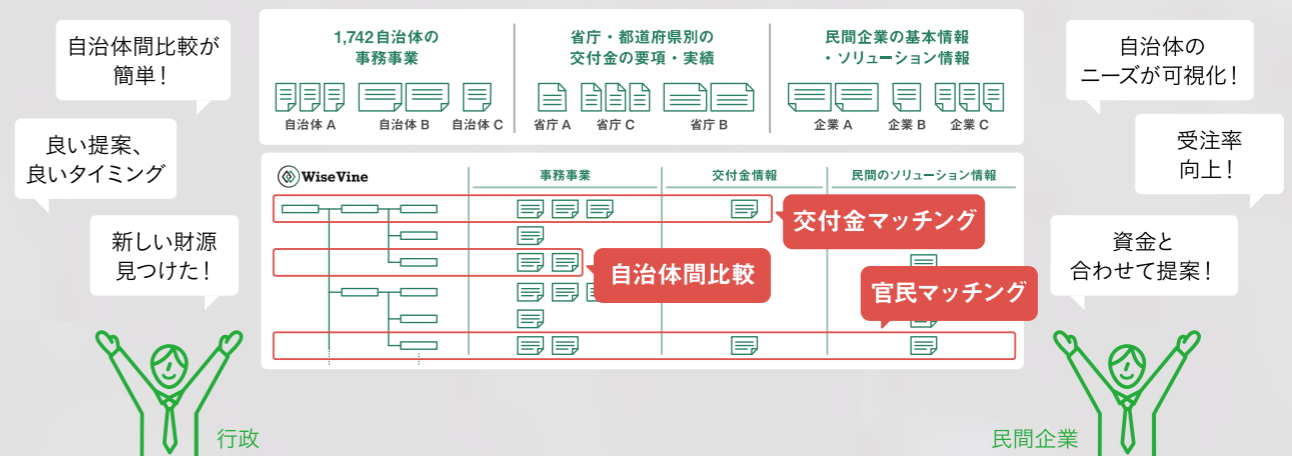 自治体間比較が
簡単！
良い提案、
良いタイミング
新しい財源
見つけた！
行政
1,742自治体の
事務事業
自治体 A
自治体 B
自治体 C
省庁・都道府県別の
交付金の要項・実績
省庁 A
省庁 C
省庁 B
民間企業の基本情報
・ソリューション情報
企業 A
企業 B
企業 C
WiseVine
事務事業
交付金情報
民間のソリューション情報
交付金マッチング
自治体間比較
官民マッチング
自治体の
ニーズが可視化！
受注率
向上！
資金と
合わせて提案！
民間企業